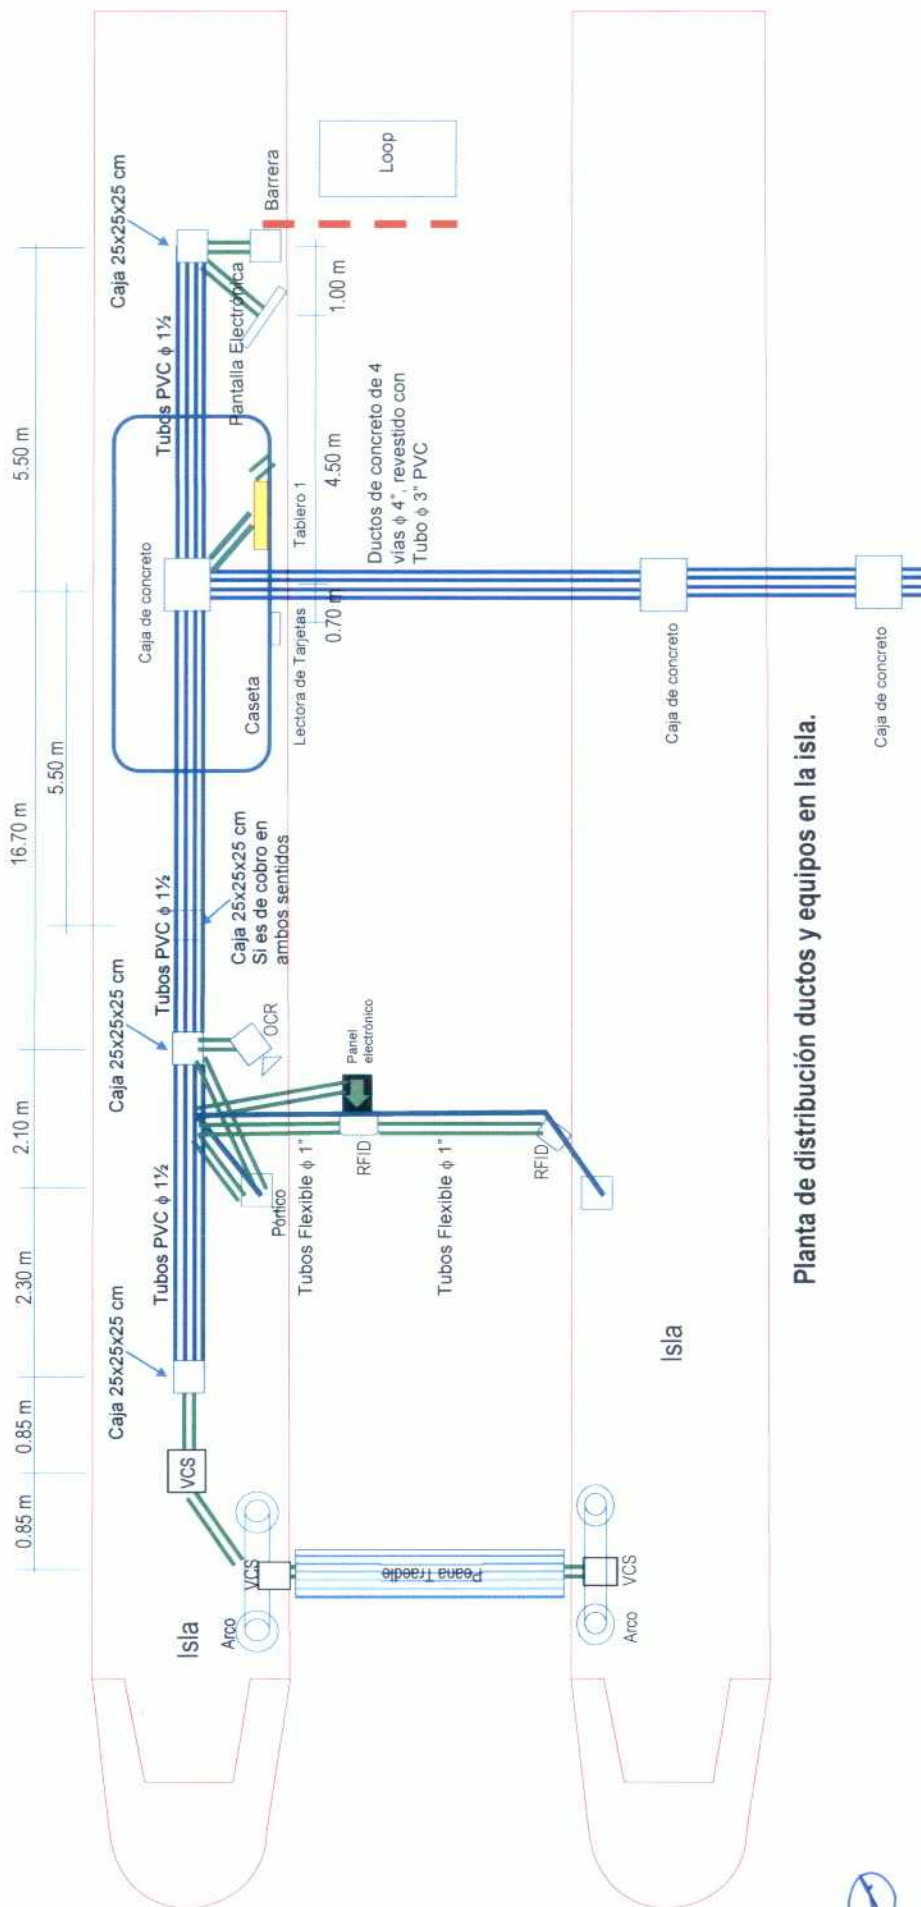 0.85 m
0.85 m
2.30 m
2.10 m
16.70 m
5.50 m
5.50 m
Caja 25x25x25 cm
Caja 25x25x25 cm
Caja 25x25x25 cm
Tubos PVC ϕ 1½
Tubos PVC ϕ 1½
Tubos PVC ϕ 1½
Caja de concreto
Caja 25x25x25 cm
Si es de cobro en
ambos sentidos
Isla
Arco
VCS
VCS
Pórtico
OCR
Caseta
Pantalla Electrónica
Barrera
Lectora de Tarjetas
Tablero 1
0.70 m
4.50 m
1.00 m
Tubos Flexible ϕ 1"
RFID
Panel
electrónico
Ductos de concreto de 4
vías ϕ 4", revestido con
Tubo ϕ 3" PVC
Loop
Peana Traedle
Tubos Flexible ϕ 1"
RFID
Arco
VCS
Isla
Caja de concreto
Caja de concreto
Planta de distribución ductos y equipos en la isla.